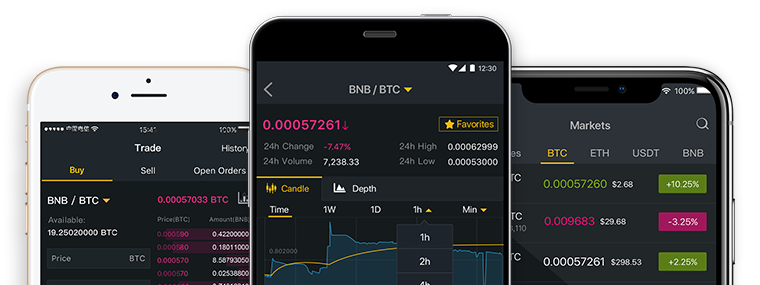 中国电信
15:41
100%
Trade
History
Buy
Sell
Open Orders
BNB / BTC
0.00057033 BTC
Available:
19.25020000 BTC
Price(BTC)
Amount(BNB)
0.000590
0.42200000
0.000580
0.18011000
0.000570
8.58793050
0.000570
0.02538800
Price
BTC
12:30
BNB / BTC
0.00057261↓
Favorites
24h Change
-7.47%
24h High
0.00062999
24h Volume
7,238.33
24h Low
0.00053000
Candle
Depth
Time
1W
1D
1h
Min
0.802000
1h
2h
4h
100%
Markets
BTC
ETH
USDT
BNB
0.00057260
$2.68
+10.25%
0.009683
$29.68
-3.25%
0.00057261
$298.53
+2.25%